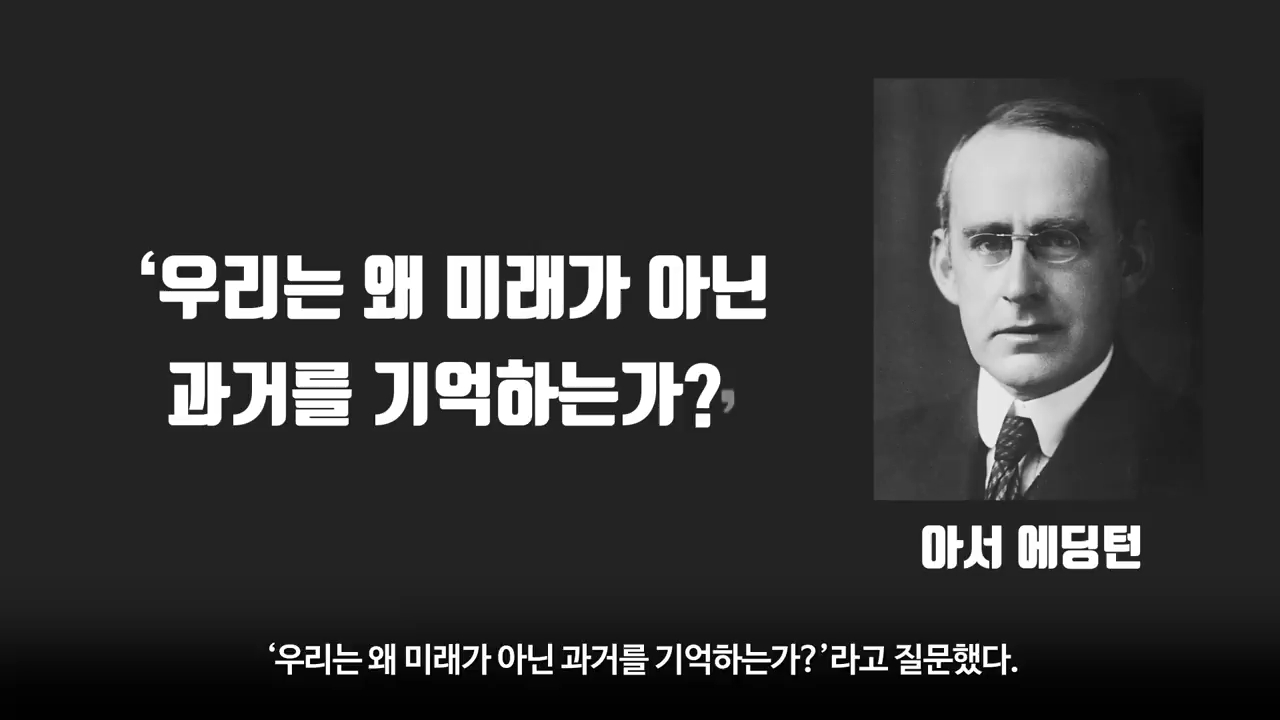 ‘우리는 왜 미래가 아닌
과거를 기억하는가?’
아서 에딩턴
‘우리는 왜 미래가 아닌 과거를 기억하는가?’라고 질문했다.